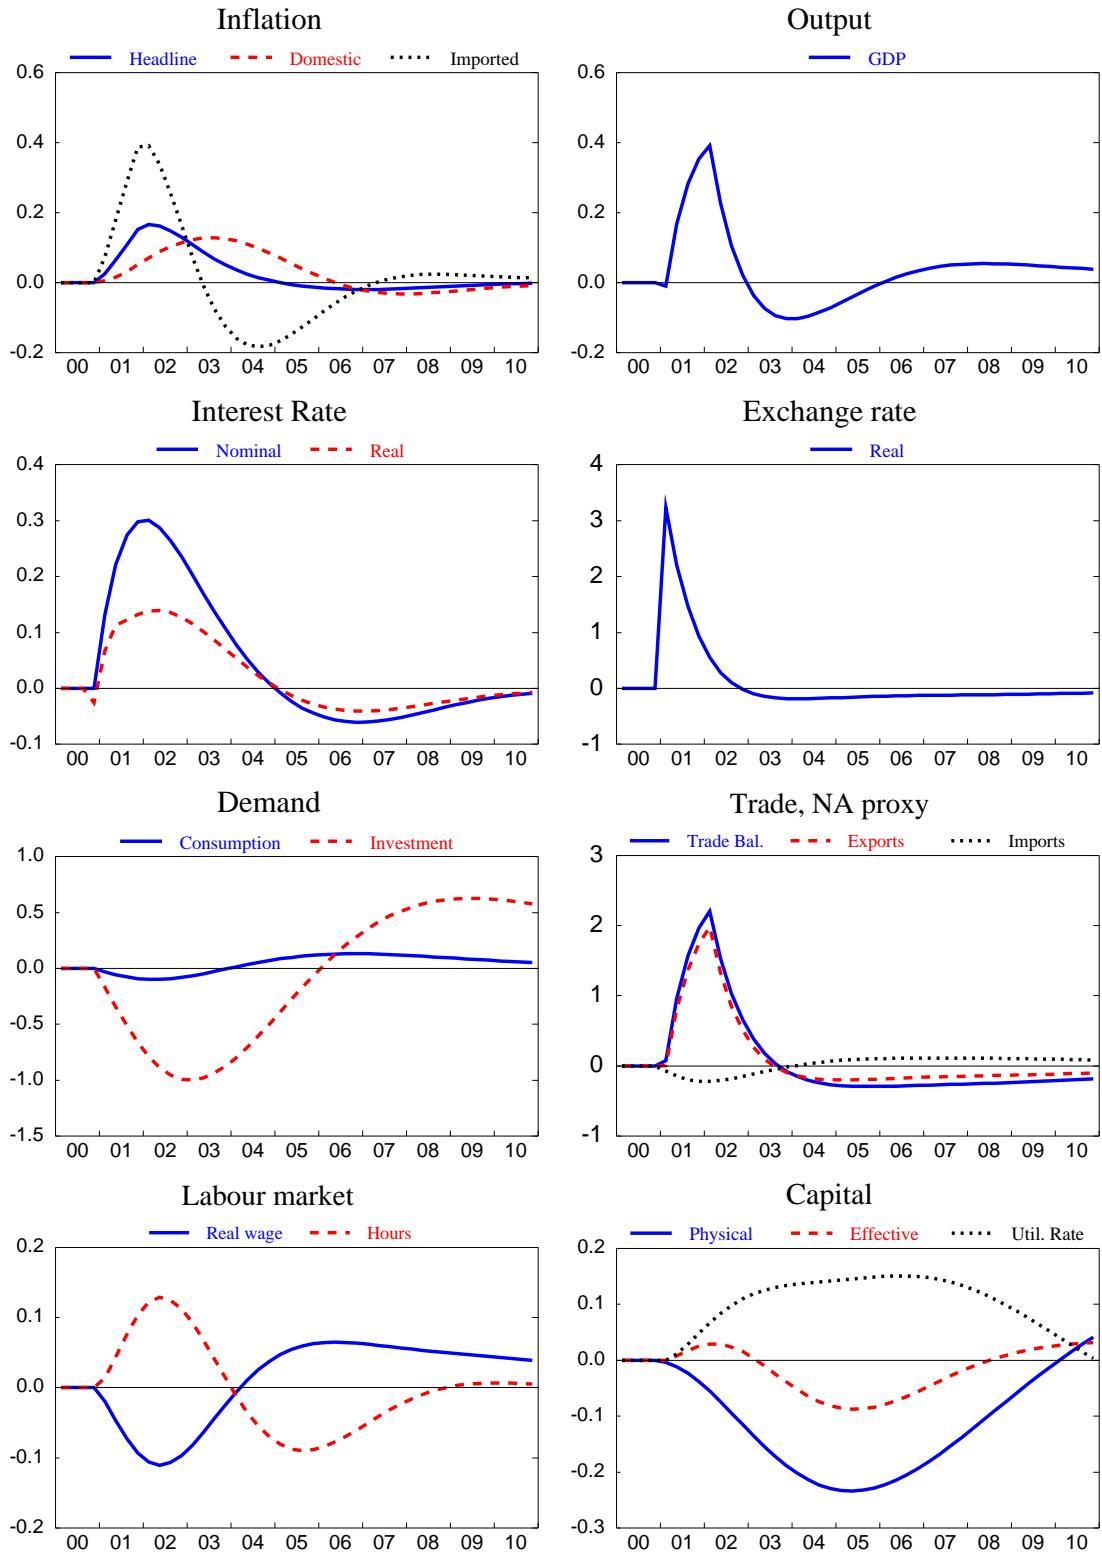 Inflation
Headline Domestic Imported
0.6
0.4
0.2
0.0
-0.2
00 01 02 03 04 05 06 07 08 09 10
Output
GDP
0.6
0.4
0.2
0.0
-0.2
00 01 02 03 04 05 06 07 08 09 10
Interest Rate
Nominal Real
0.4
0.3
0.2
0.1
0.0
-0.1
00 01 02 03 04 05 06 07 08 09 10
Exchange rate
Real
4
3
2
1
0
-1
00 01 02 03 04 05 06 07 08 09 10
Demand
Consumption Investment
1.0
0.5
0.0
-0.5
-1.0
-1.5
00 01 02 03 04 05 06 07 08 09 10
Trade, NA proxy
Trade Bal. Exports Imports
3
2
1
0
-1
00 01 02 03 04 05 06 07 08 09 10
Labour market
Real wage Hours
0.2
0.1
0.0
-0.1
-0.2
00 01 02 03 04 05 06 07 08 09 10
Capital
Physical Effective Util. Rate
0.2
0.1
0.0
-0.1
-0.2
-0.3
00 01 02 03 04 05 06 07 08 09 10